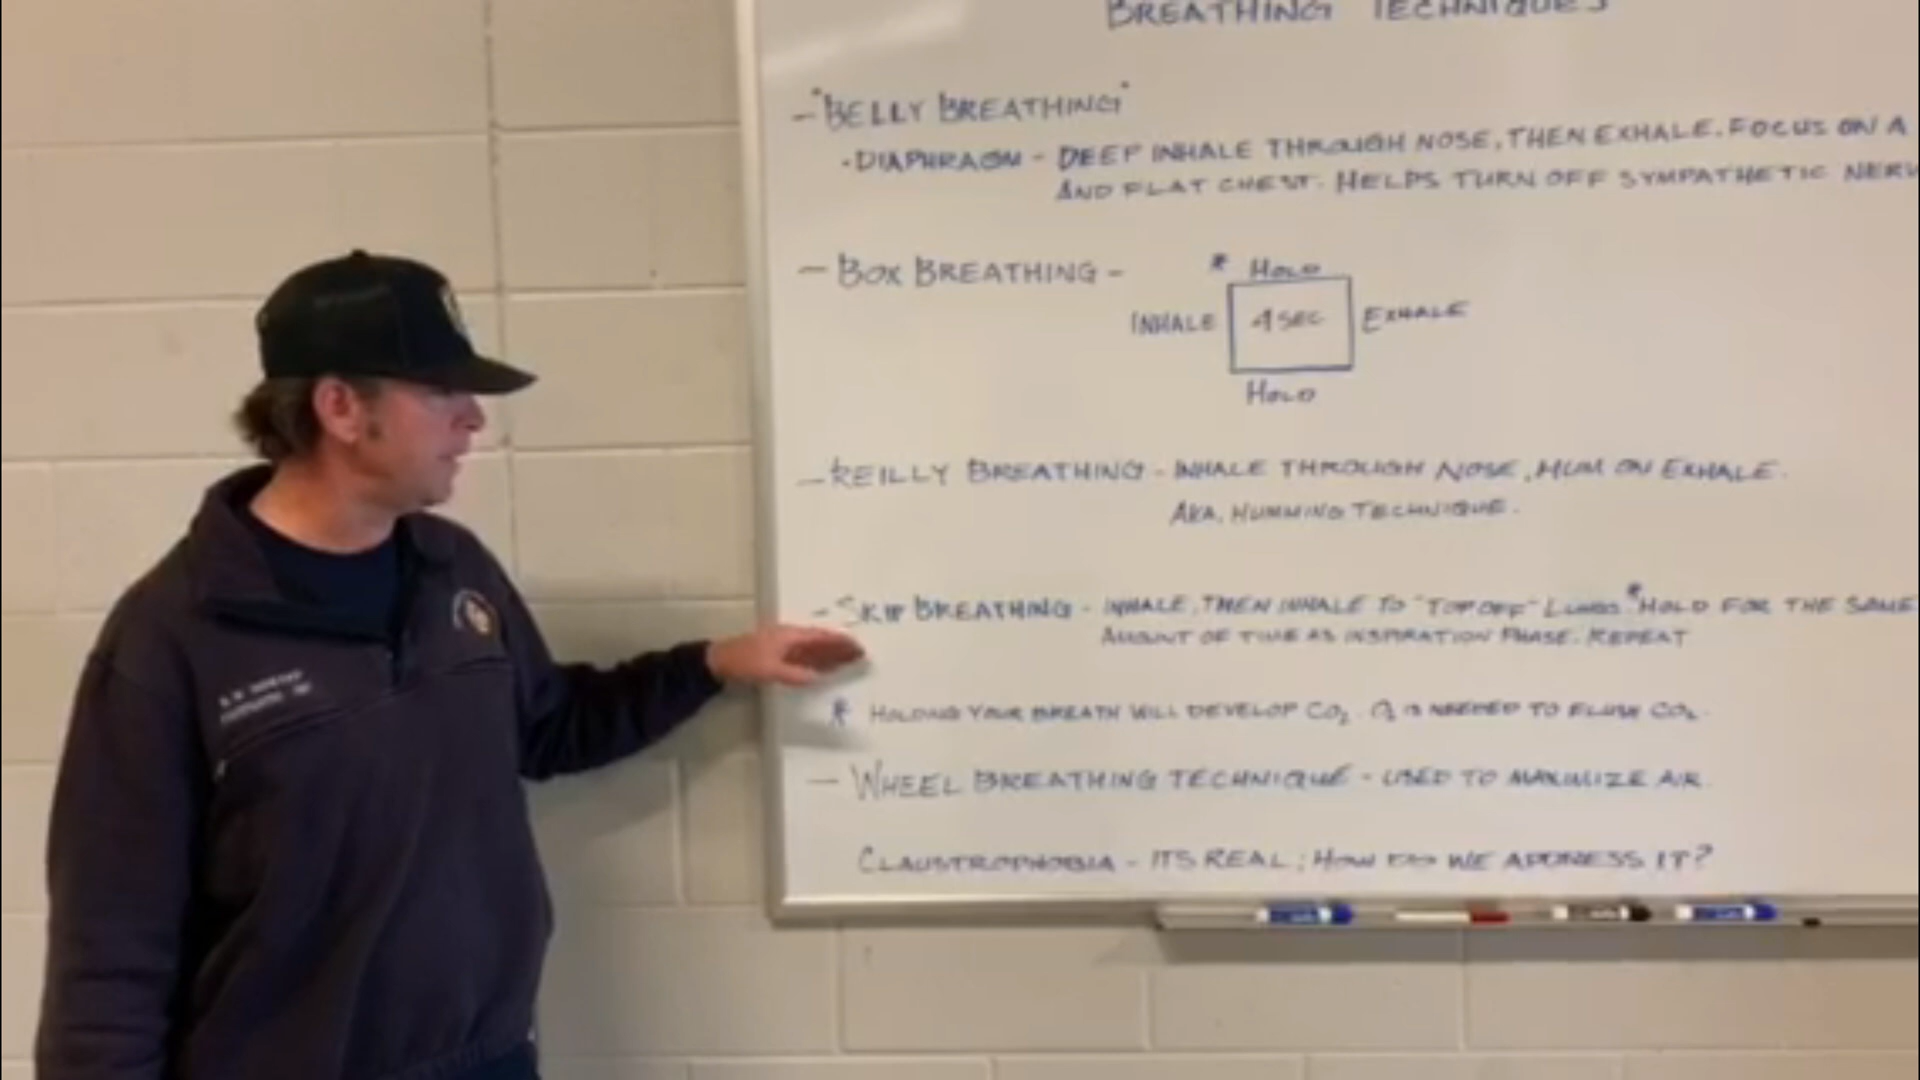 BREATHING TECHNIQUES
- "BELLY BREATHING"
• DIAPHRAGM - DEEP INHALE THROUGH NOSE, THEN EXHALE. FOCUS ON A
AND FLAT CHEST. HELPS TURN OFF SYMPATHETIC NERV
- BOX BREATHING -
* HOLD
INHALE 4 SEC EXHALE
HOLD
- REILLY BREATHING - INHALE THROUGH NOSE, HUM ON EXHALE.
AKA. HUMMING TECHNIQUE.
- SKIP BREATHING - INHALE, THEN INHALE TO "TOP OFF" LUNGS *HOLD FOR THE SAME
AMOUNT OF TIME AS INSPIRATION PHASE. REPEAT
* HOLDING YOUR BREATH WILL DEVELOP CO₂. O₂ IS NEEDED TO FLUSH CO₂.
- WHEEL BREATHING TECHNIQUE - USED TO MAXIMIZE AIR.
CLAUSTROPHOBIA - ITS REAL; HOW DO WE ADDRESS IT?